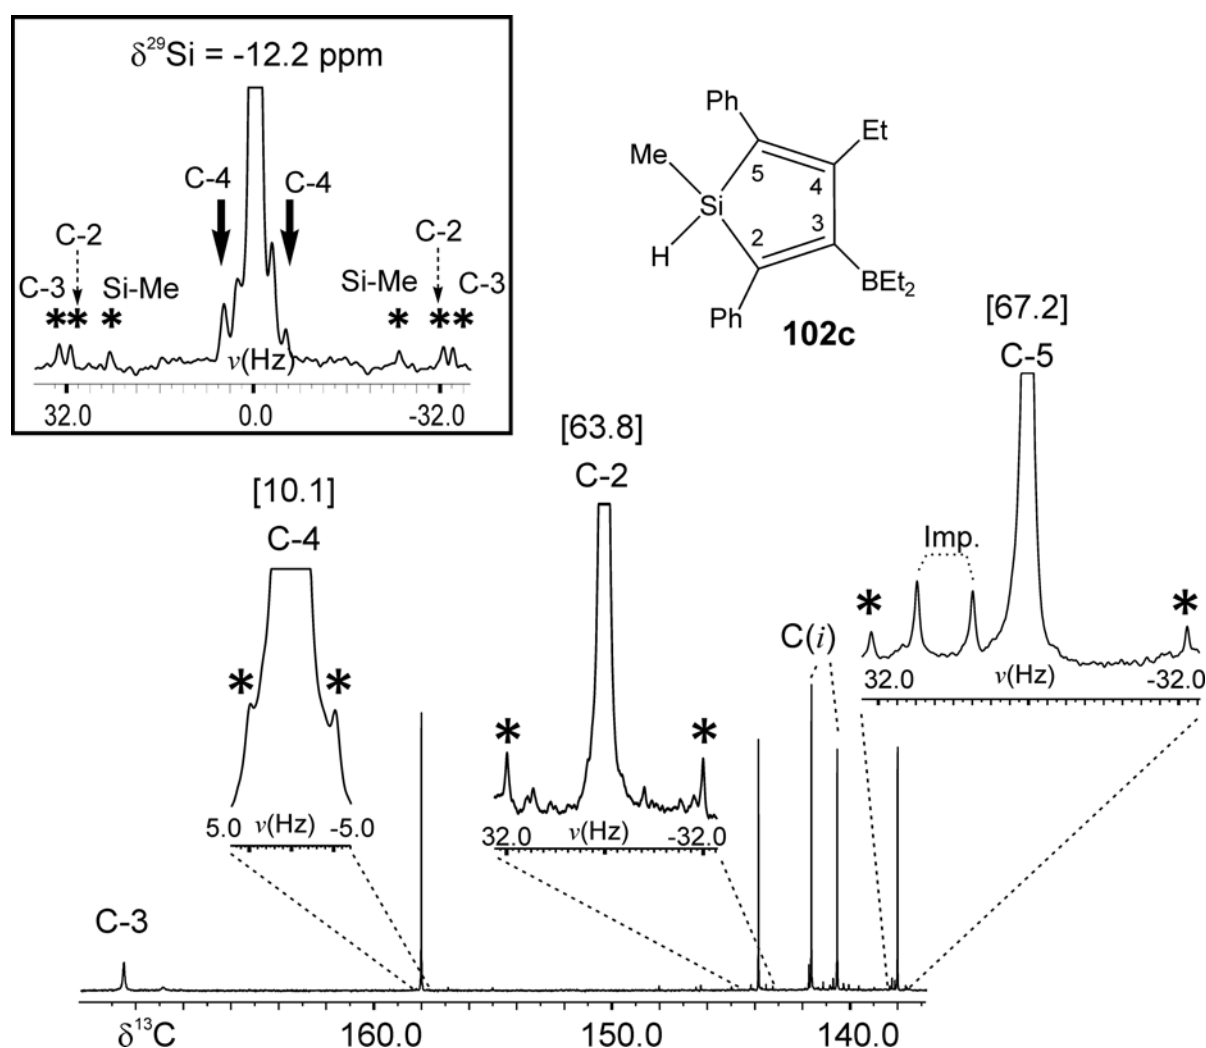 δ²⁹Si = -12.2 ppm
C-4 C-4
C-2 C-2
C-3 Si-Me Si-Me C-3
* * * * * *
ν(Hz)
32.0 0.0 -32.0
Ph Et
Me
5 4
Si
H 2 3
BEt₂
Ph
102c
[67.2]
C-5
[63.8]
C-2
[10.1]
C-4
Imp.
* *
32.0 ν(Hz) -32.0
C(i)
* *
5.0 ν(Hz) -5.0
* *
32.0 ν(Hz) -32.0
C-3
δ¹³C 160.0 150.0 140.0